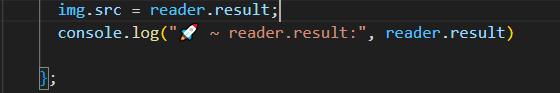 img.src = reader.result;
console.log("🚀 ~ reader.result:", reader.result)
};